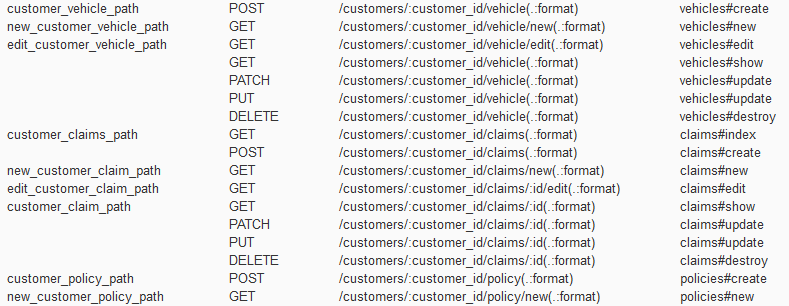 customer_vehicle_path POST /customers/:customer_id/vehicle(.:format) vehicles#create
new_customer_vehicle_path GET /customers/:customer_id/vehicle/new(.:format) vehicles#new
edit_customer_vehicle_path GET /customers/:customer_id/vehicle/edit(.:format) vehicles#edit
GET /customers/:customer_id/vehicle(.:format) vehicles#show
PATCH /customers/:customer_id/vehicle(.:format) vehicles#update
PUT /customers/:customer_id/vehicle(.:format) vehicles#update
DELETE /customers/:customer_id/vehicle(.:format) vehicles#destroy
customer_claims_path GET /customers/:customer_id/claims(.:format) claims#index
POST /customers/:customer_id/claims(.:format) claims#create
new_customer_claim_path GET /customers/:customer_id/claims/new(.:format) claims#new
edit_customer_claim_path GET /customers/:customer_id/claims/:id/edit(.:format) claims#edit
customer_claim_path GET /customers/:customer_id/claims/:id(.:format) claims#show
PATCH /customers/:customer_id/claims/:id(.:format) claims#update
PUT /customers/:customer_id/claims/:id(.:format) claims#update
DELETE /customers/:customer_id/claims/:id(.:format) claims#destroy
customer_policy_path POST /customers/:customer_id/policy(.:format) policies#create
new_customer_policy_path GET /customers/:customer_id/policy/new(.:format) policies#new